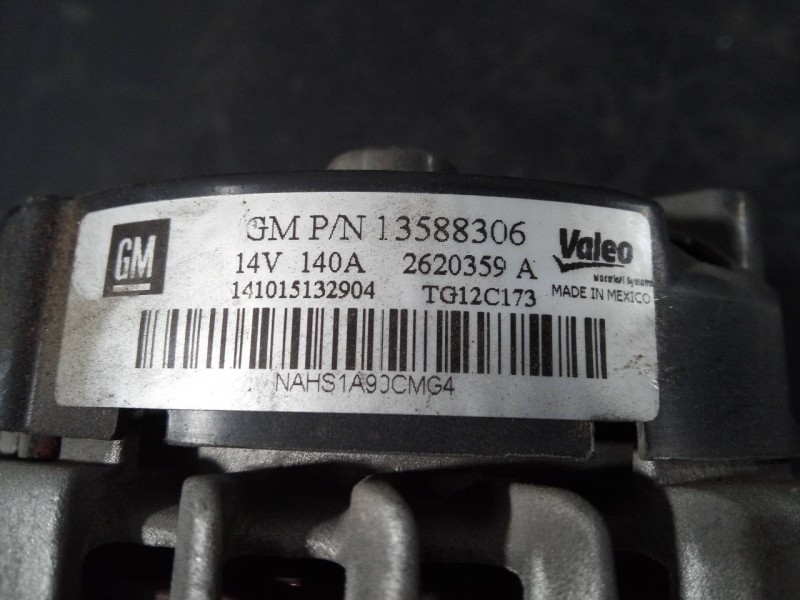 GM
GM P/N 13588306
14V 140A 2620359 A
141015132904 TG12C173
Valeo
MADE IN MEXICO
NAHS1A90CMG4